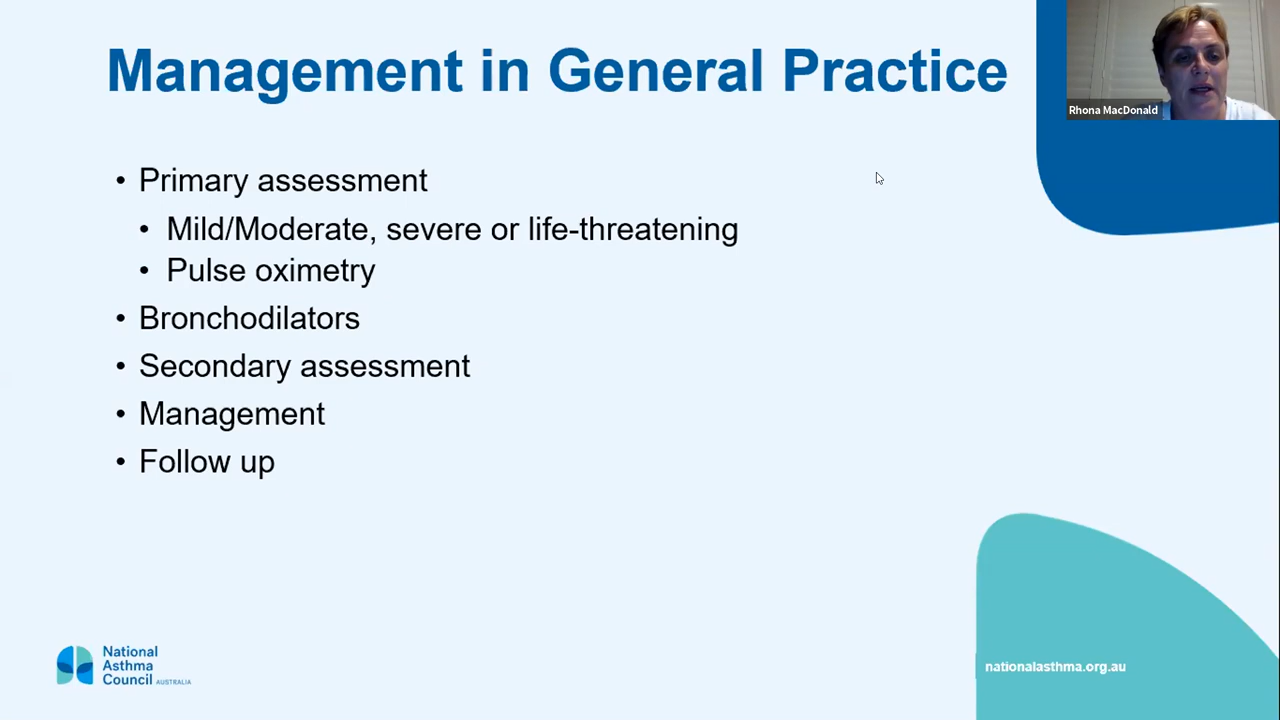 Management in General Practice
Rhona MacDonald
• Primary assessment
• Mild/Moderate, severe or life-threatening
• Pulse oximetry
• Bronchodilators
• Secondary assessment
• Management
• Follow up
National
Asthma
Council AUSTRALIA
nationalasthma.org.au